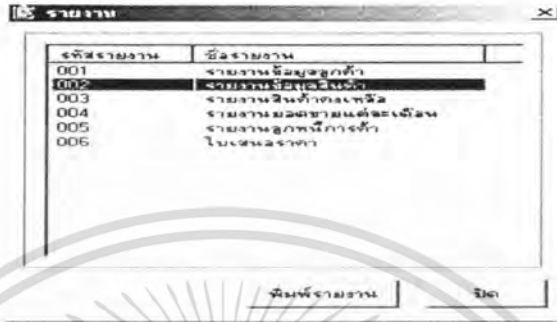 รายงาน
รหัสรายงาน ชื่อรายงาน
001 รายงานข้อมูลลูกค้า
002 รายงานข้อมูลสินค้า
003 รายงานสินค้าคงเหลือ
004 รายงานยอดขายแต่ละเดือน
005 รายงานลูกหนี้การค้า
006 ใบเสนอราคา
พิมพ์รายงาน ปิด